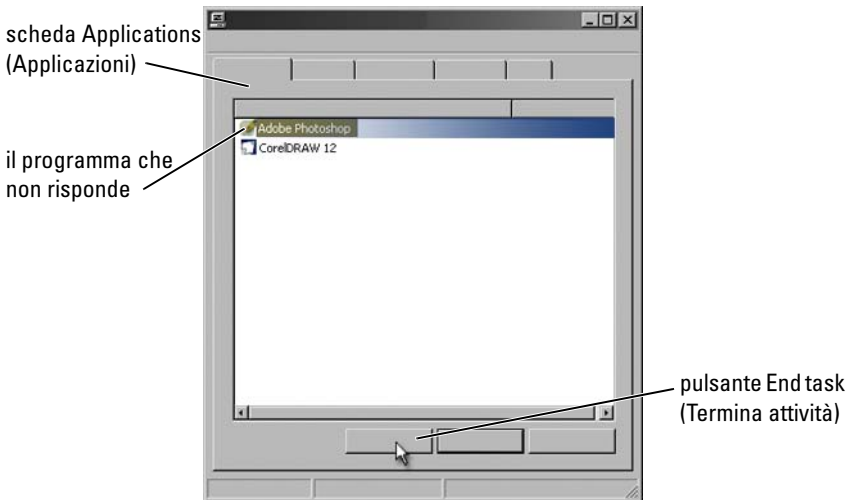 scheda Applications
(Applicazioni)
Adobe Photoshop
CorelDRAW 12
il programma che
non risponde
pulsante End task
(Termina attività)